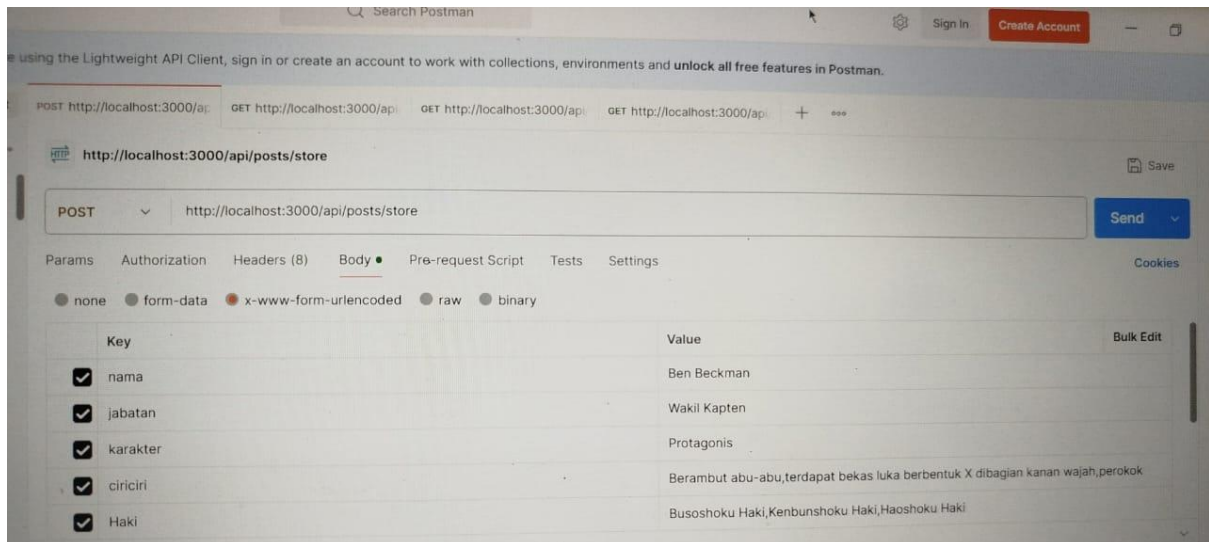 Search Postman
Sign In
Create Account
using the Lightweight API Client, sign in or create an account to work with collections, environments and unlock all free features in Postman.
POST http://localhost:3000/ap GET http://localhost:3000/api GET http://localhost:3000/api GET http://localhost:3000/api
HTTP http://localhost:3000/api/posts/store
Save
POST http://localhost:3000/api/posts/store
Send
Params Authorization Headers (8) Body Pre-request Script Tests Settings Cookies
none form-data x-www-form-urlencoded raw binary
Key Value Bulk Edit
nama Ben Beckman
jabatan Wakil Kapten
karakter Protagonis
ciriciri Berambut abu-abu,terdapat bekas luka berbentuk X dibagian kanan wajah,perokok
Haki Busoshoku Haki,Kenbunshoku Haki,Haoshoku Haki